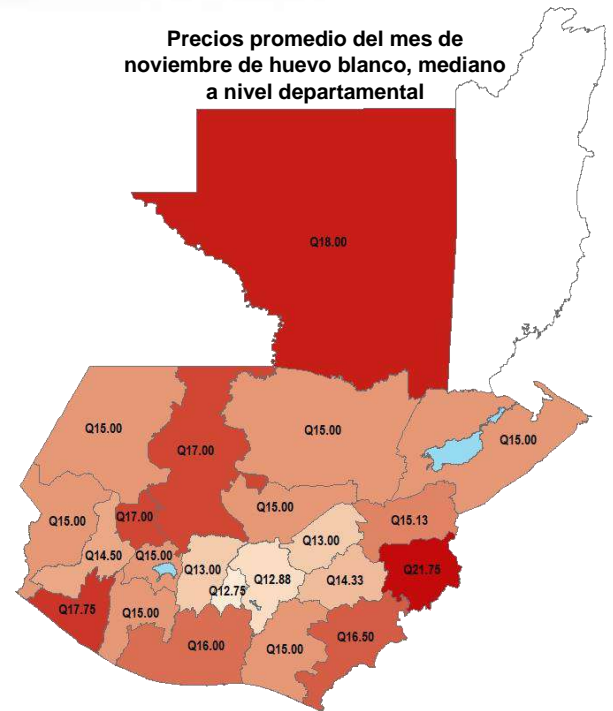 Precios promedio del mes de
noviembre de huevo blanco, mediano
a nivel departamental
Q18.00
Q15.00
Q17.00
Q15.00
Q15.00
Q15.00
Q17.00
Q15.00
Q15.13
Q14.50
Q15.00
Q13.00
Q13.00
Q12.75
Q12.88
Q14.33
Q21.75
Q17.75
Q15.00
Q16.00
Q15.00
Q16.50